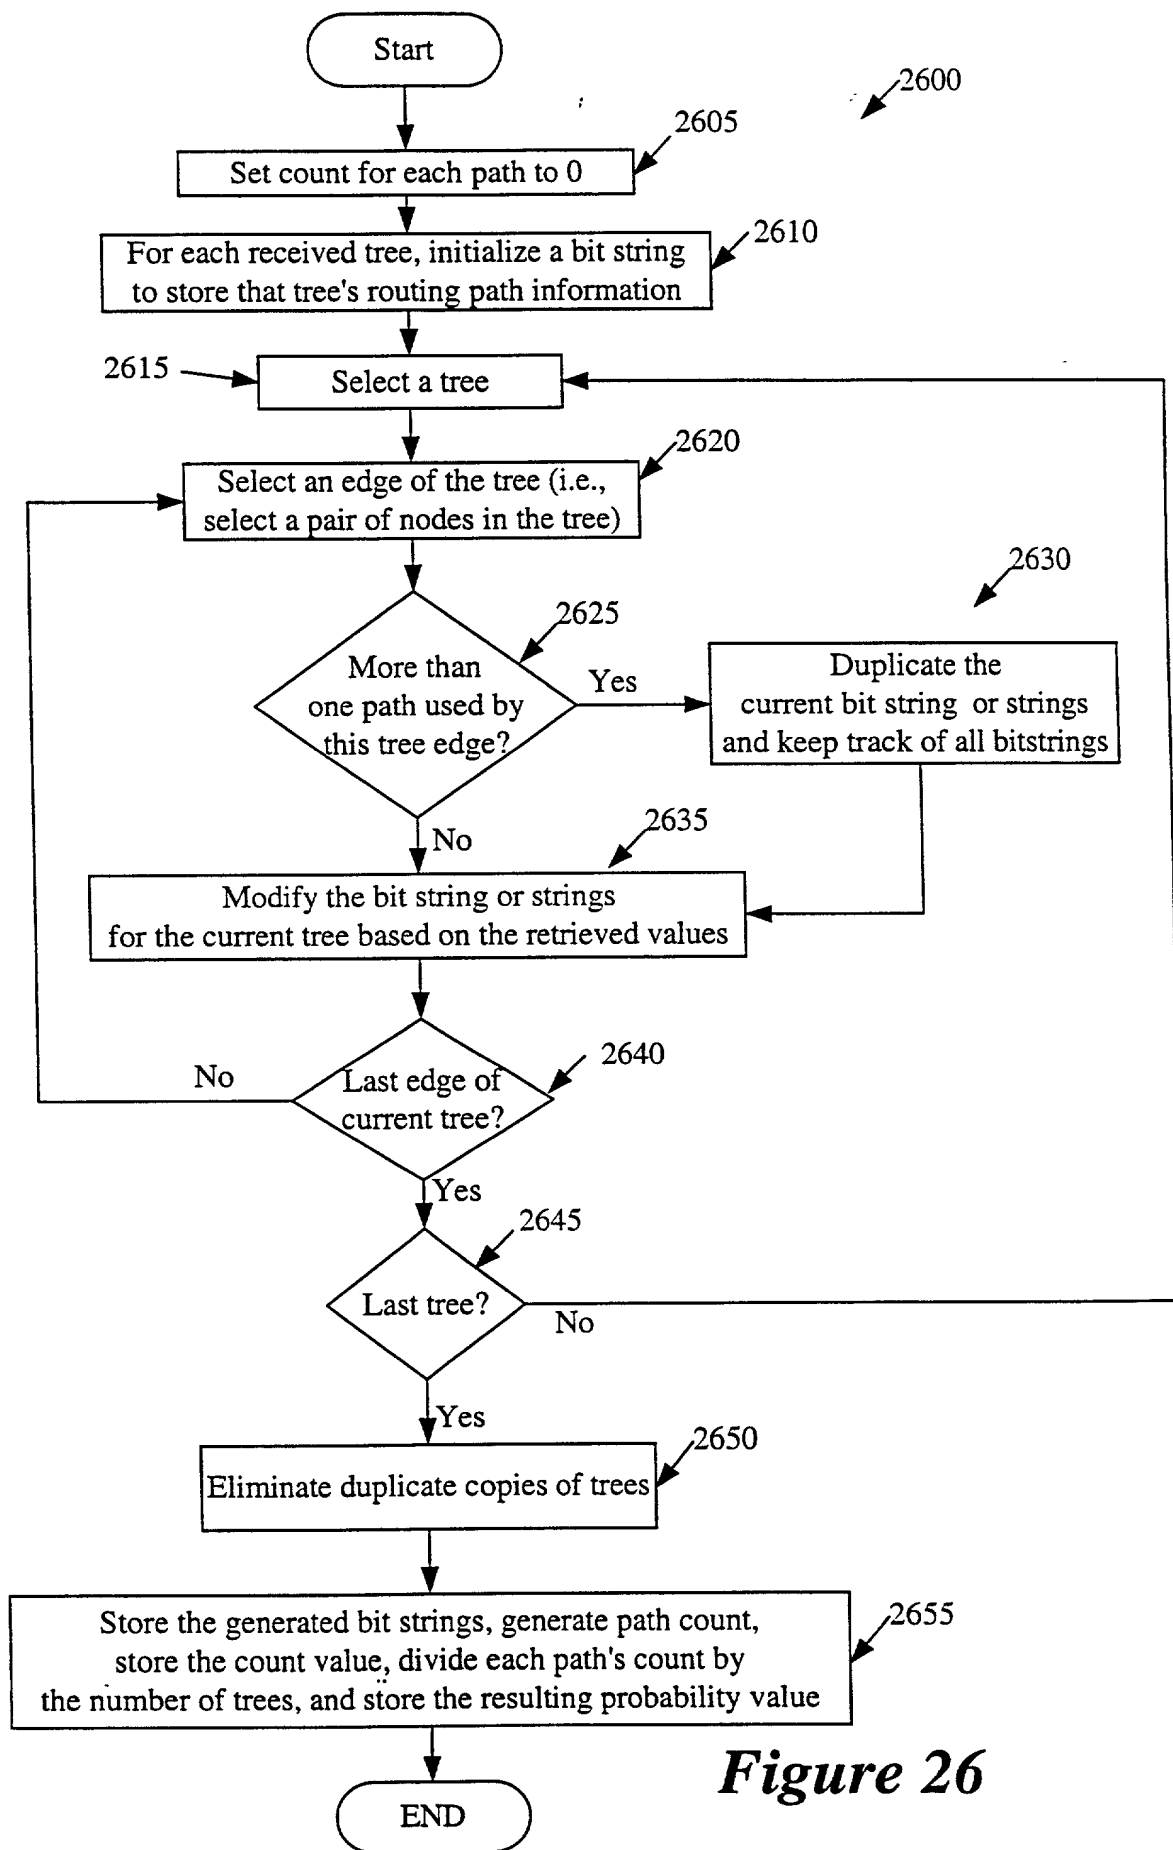 Start
2600
2605
Set count for each path to 0
2610
For each received tree, initialize a bit string
to store that tree's routing path information
2615
Select a tree
2620
Select an edge of the tree (i.e.,
select a pair of nodes in the tree)
2630
2625
More than
one path used by
this tree edge?
Yes
Duplicate the
current bit string or strings
and keep track of all bitstrings
No
2635
Modify the bit string or strings
for the current tree based on the retrieved values
2640
No
Last edge of
current tree?
Yes
2645
Last tree?
No
Yes
2650
Eliminate duplicate copies of trees
2655
Store the generated bit strings, generate path count,
store the count value, divide each path's count by
the number of trees, and store the resulting probability value
Figure 26
END